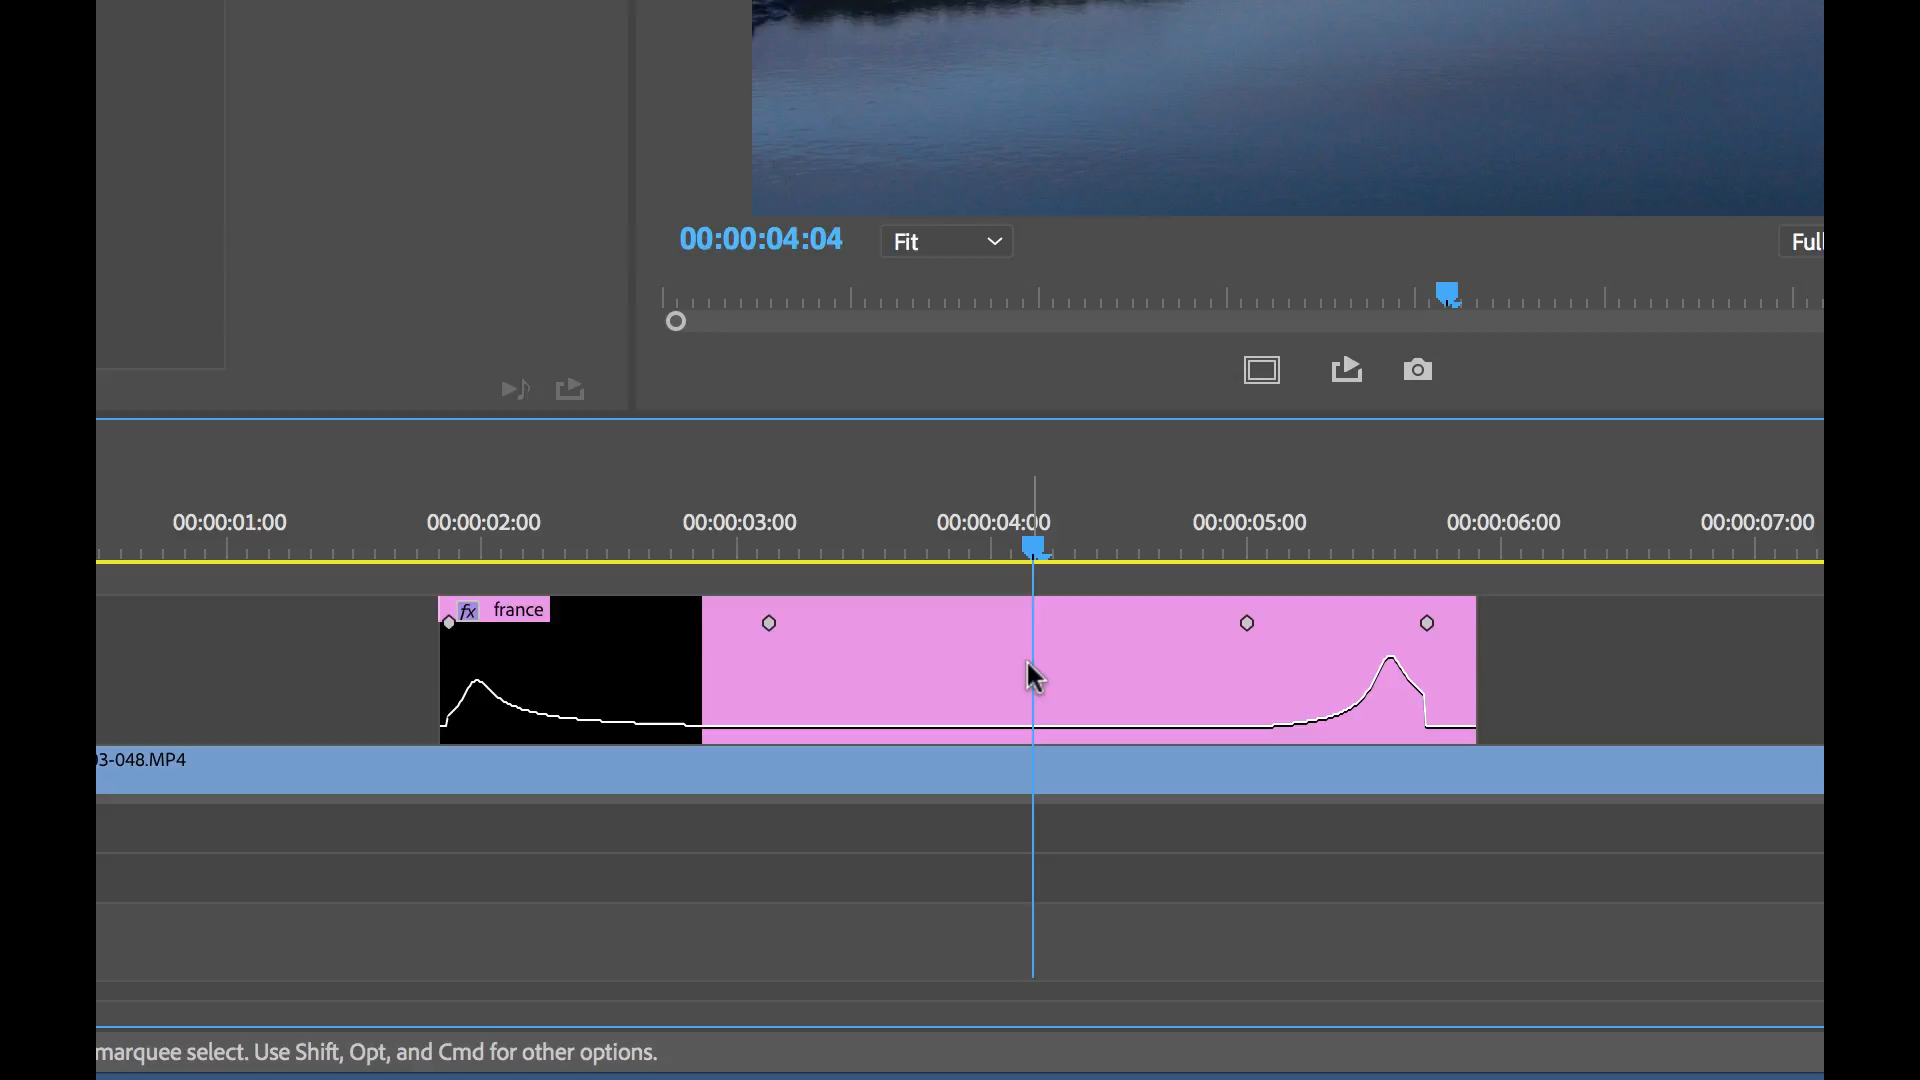 00:00:04:04
Fit
Full
00:00:01:00
00:00:02:00
00:00:03:00
00:00:04:00
00:00:05:00
00:00:06:00
00:00:07:00
fx france
3-048.MP4
marquee select. Use Shift, Opt, and Cmd for other options.